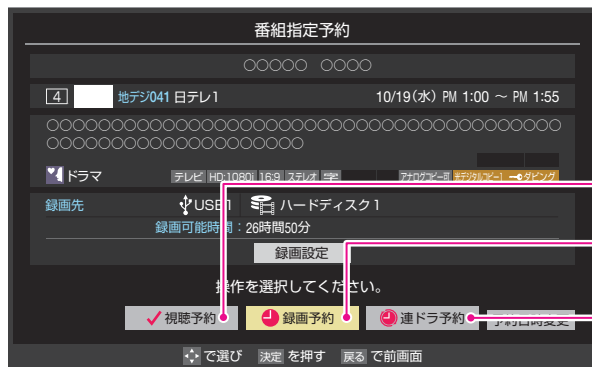 番組指定予約
○○○○○ ○○○○
4 地デジ041 日テレ1 10/19(水) PM 1:00 ～ PM 1:55
○○○○○○○○○○○○○○○○○○○○○○○○○○○○○○
○○○○○○○○○○○○○○○
ドラマ テレビ HD:1080i 16:9 ステレオ 字 アナログコピー可 光デジタルコピー1 ダビング
録画先 USB1 ハードディスク1
録画可能時間：26時間50分
録画設定
操作を選択してください。
視聴予約 録画予約 連ドラ予約 予約日時変更
で選び 決定 を押す 戻る で前画面